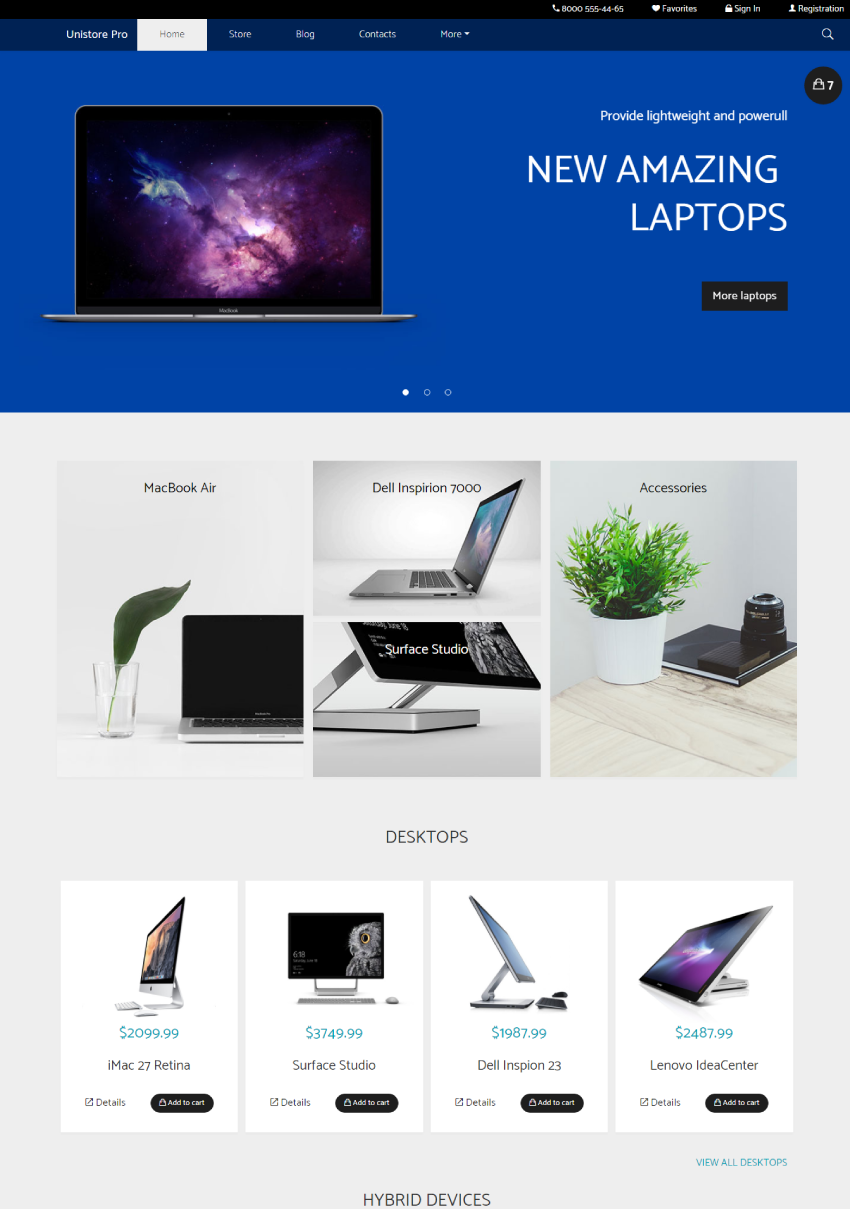 8000 555-44-65 Favorites Sign In Registration
Unistore Pro Home Store Blog Contacts More
7
Provide lightweight and powerull
NEW AMAZING
LAPTOPS
More laptops
MacBook
MacBook Air
Dell Inspirion 7000
Accessories
Surface Studio
DESKTOPS
6:18
$2099.99 $3749.99 $1987.99 $2487.99
iMac 27 Retina Surface Studio Dell Inspion 23 Lenovo IdeaCenter
Details Add to cart Details Add to cart Details Add to cart Details Add to cart
VIEW ALL DESKTOPS
HYBRID DEVICES